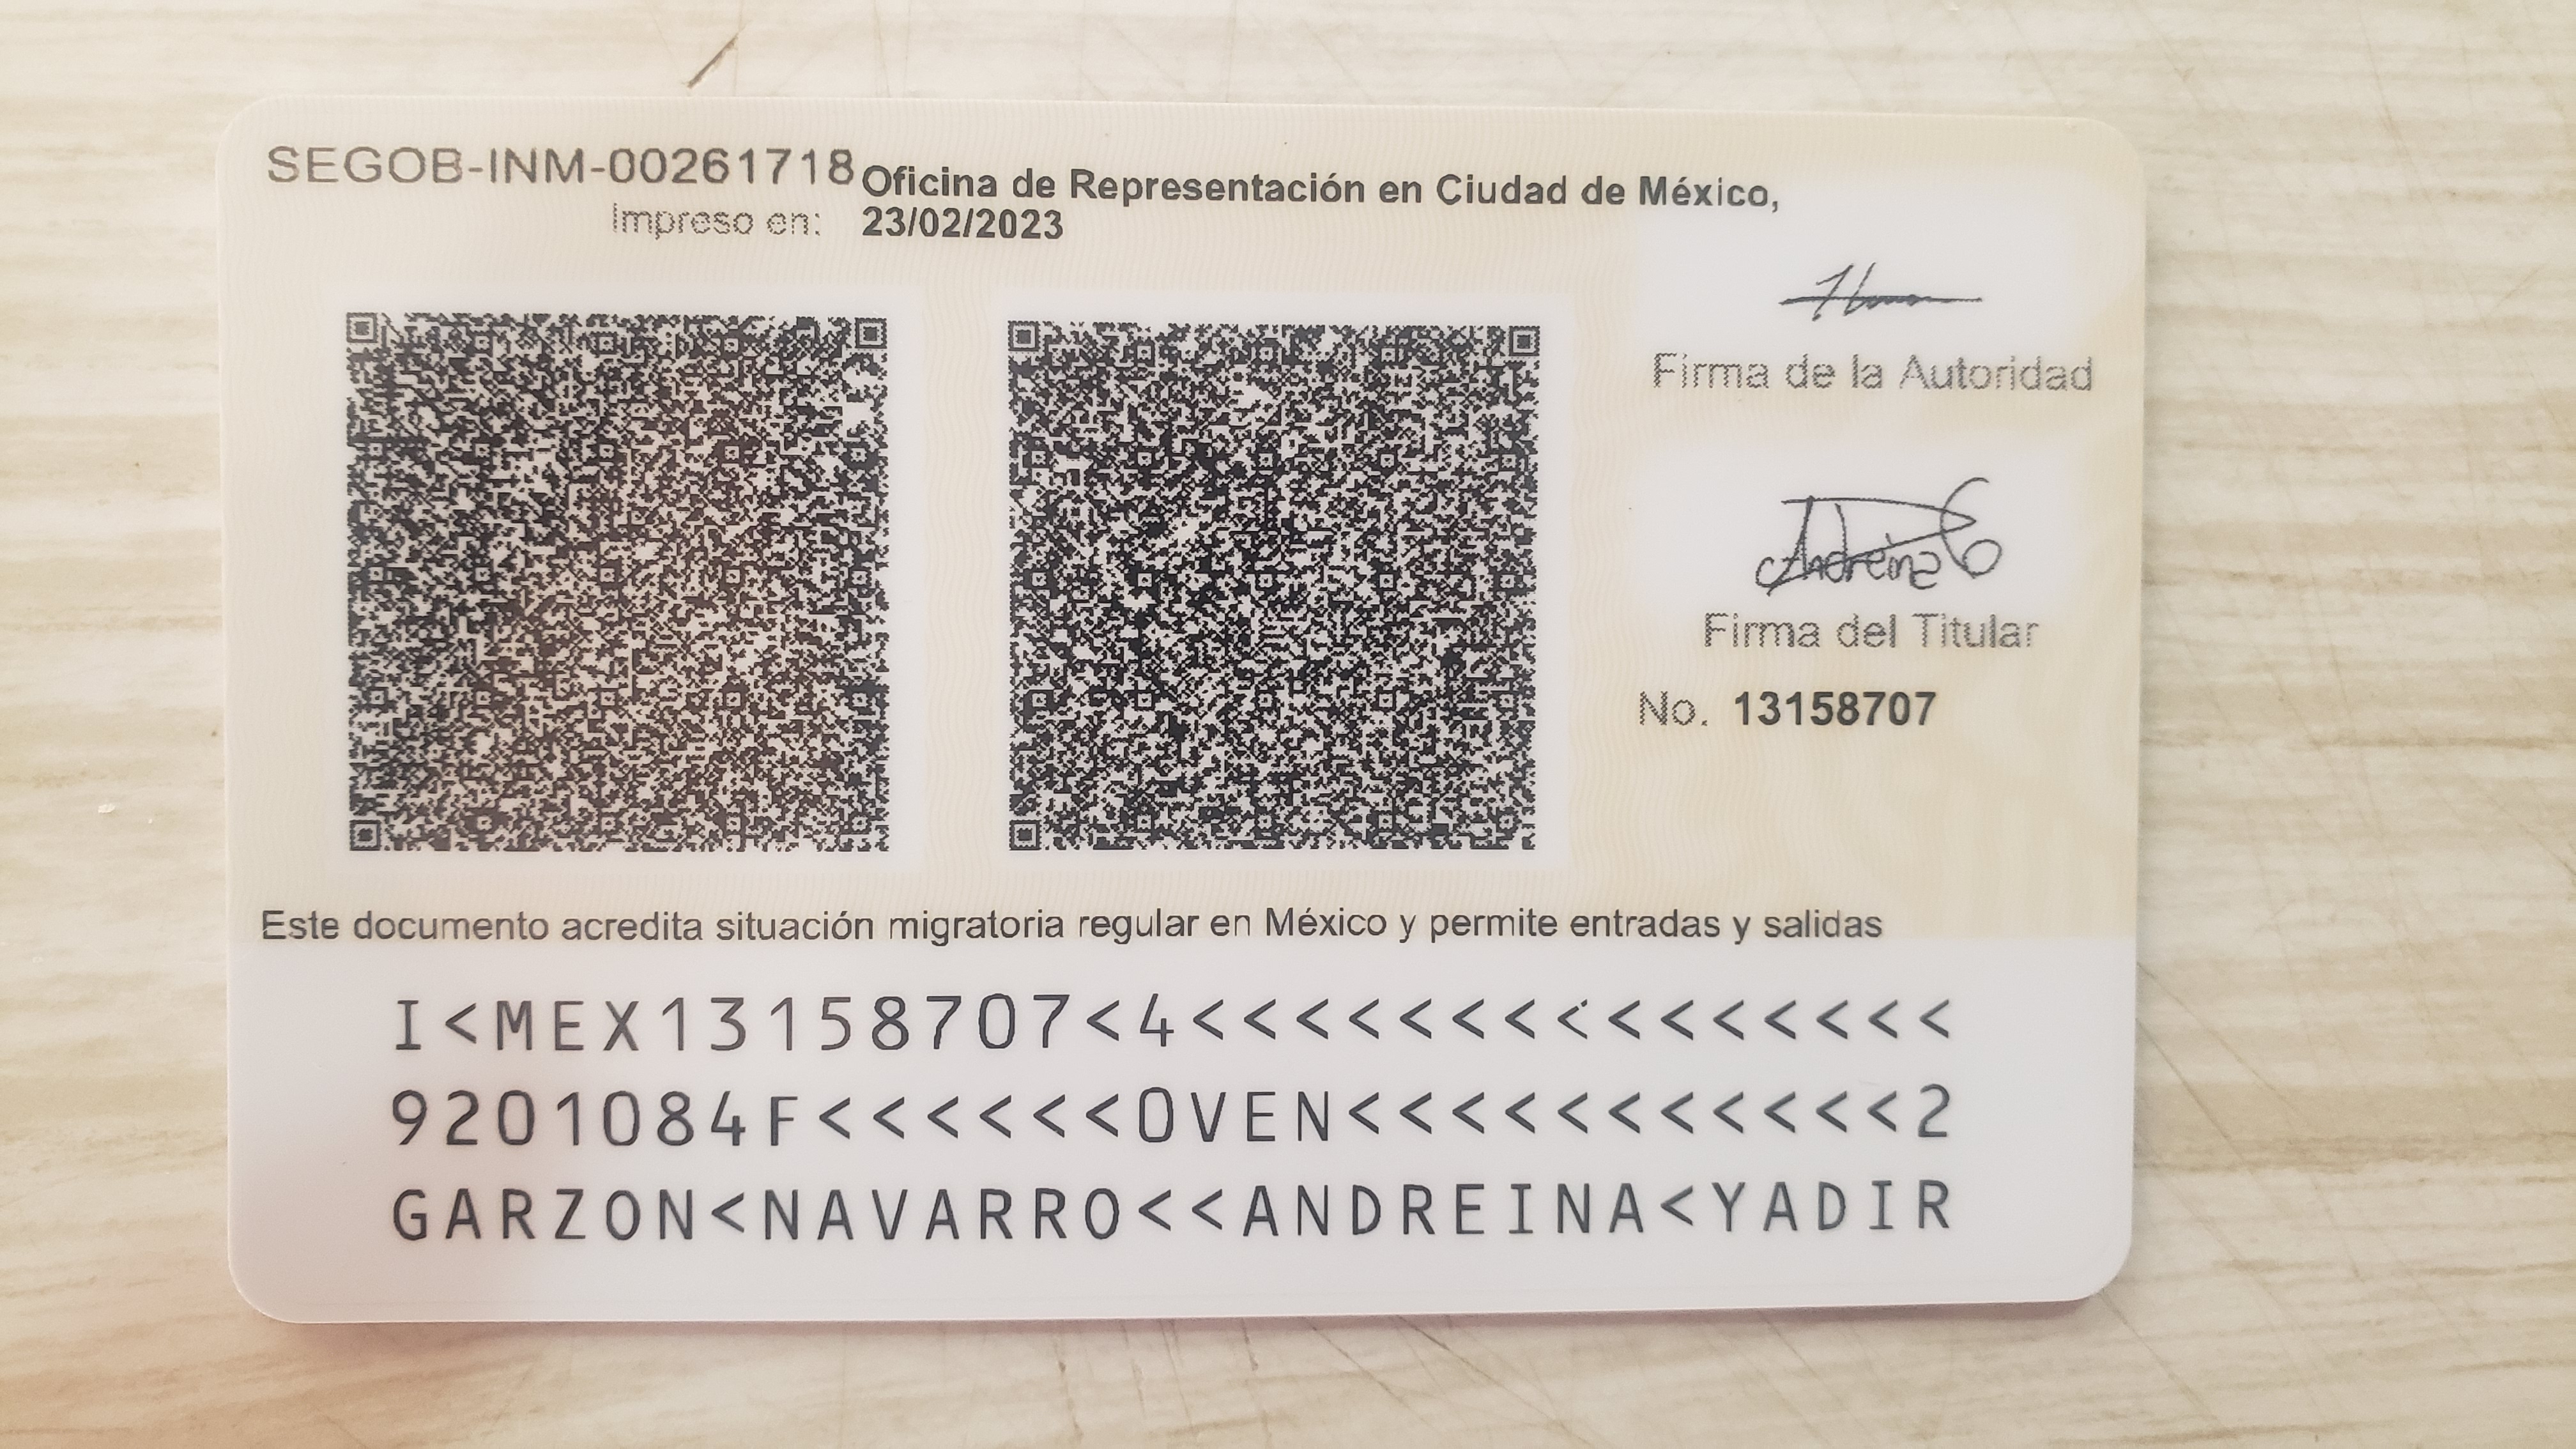 SEGOB-INM-00261718
Oficina de Representación en Ciudad de México,
Impreso en: 23/02/2023
Firma de la Autoridad
Andreina G
Firma del Titular
No. 13158707
Este documento acredita situación migratoria regular en México y permite entradas y salidas
I<MEX13158707<4<<<<<<<<<<<<<<<
9201084F<<<<<<0VEN<<<<<<<<<<<2
GARZON<NAVARRO<<ANDREINA<YADIR